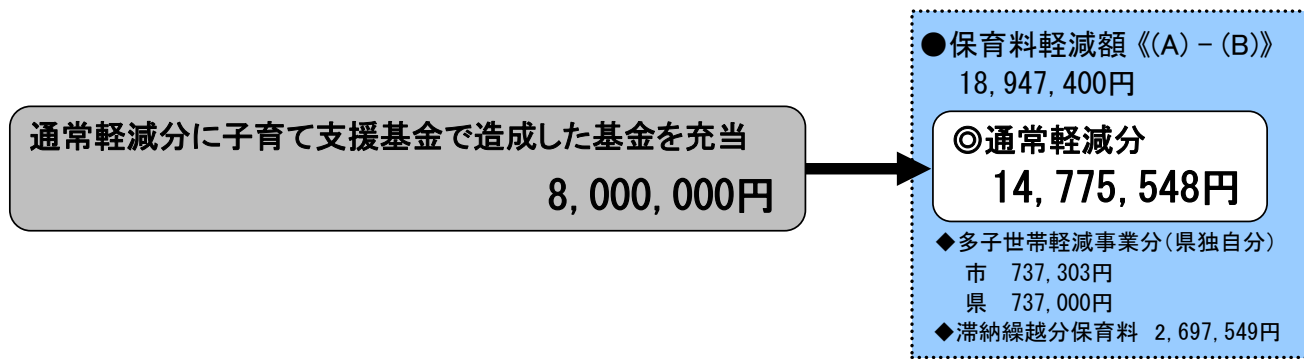 通常軽減分に子育て支援基金で造成した基金を充当
8,000,000円
●保育料軽減額《(A)-(B)》
18,947,400円
◎通常軽減分
14,775,548円
◆多子世帯軽減事業分(県独自分)
市 737,303円
県 737,000円
◆滞納繰越分保育料 2,697,549円